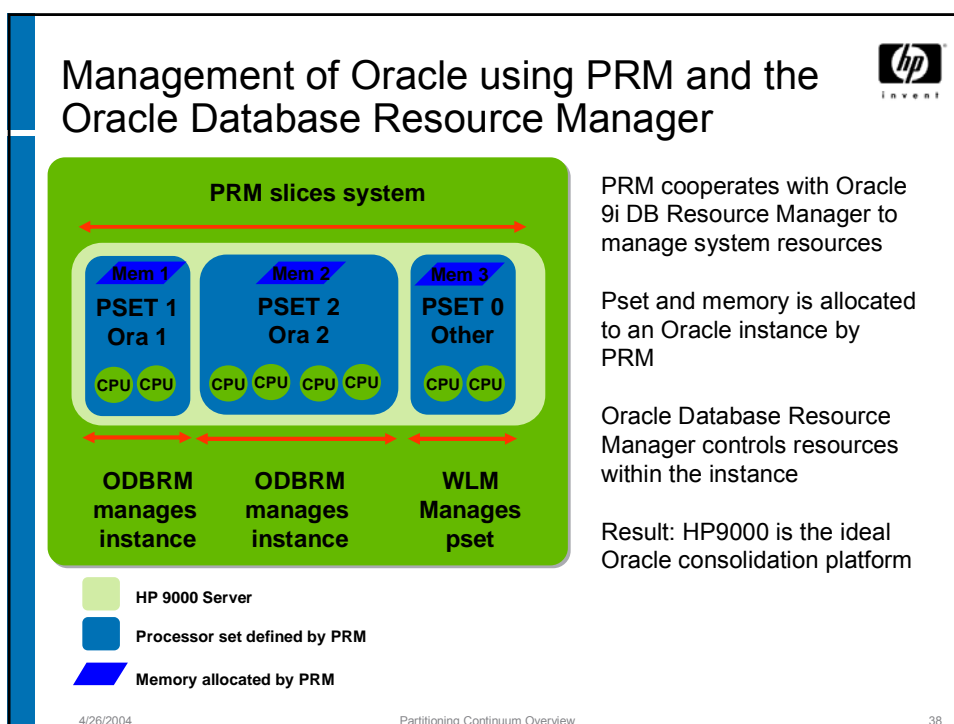 Management of Oracle using PRM and the
Oracle Database Resource Manager
hp
invent
PRM slices system
Mem 1
PSET 1
Ora 1
CPU CPU
Mem 2
PSET 2
Ora 2
CPU CPU CPU CPU
Mem 3
PSET 0
Other
CPU CPU
ODBRM
manages
instance
ODBRM
manages
instance
WLM
Manages
pset
HP 9000 Server
Processor set defined by PRM
Memory allocated by PRM
PRM cooperates with Oracle
9i DB Resource Manager to
manage system resources
Pset and memory is allocated
to an Oracle instance by
PRM
Oracle Database Resource
Manager controls resources
within the instance
Result: HP9000 is the ideal
Oracle consolidation platform
4/26/2004
Partitioning Continuum Overview
38